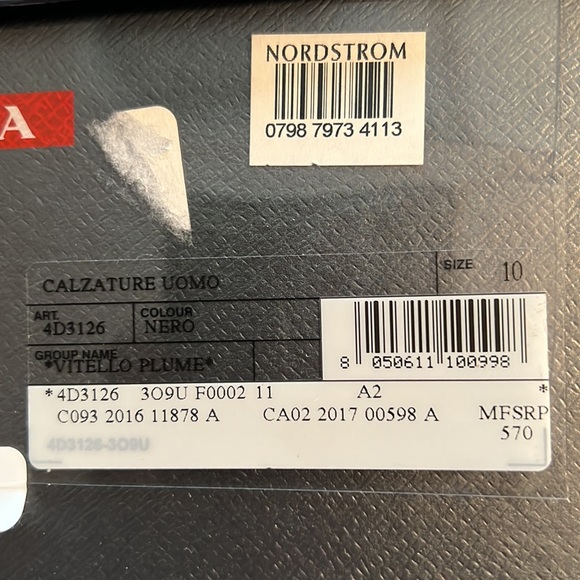 NORDSTROM
0798 7973 4113
A
CALZATURE UOMO
SIZE 10
ART. 4D3126
COLOUR NERO
GROUP NAME
*VITELLO PLUME*
8 050611 100998
*4D3126 3O9U F0002 11 A2 *
C093 2016 11878 A CA02 2017 00598 A MFSRP
570
4D3126-3O9U